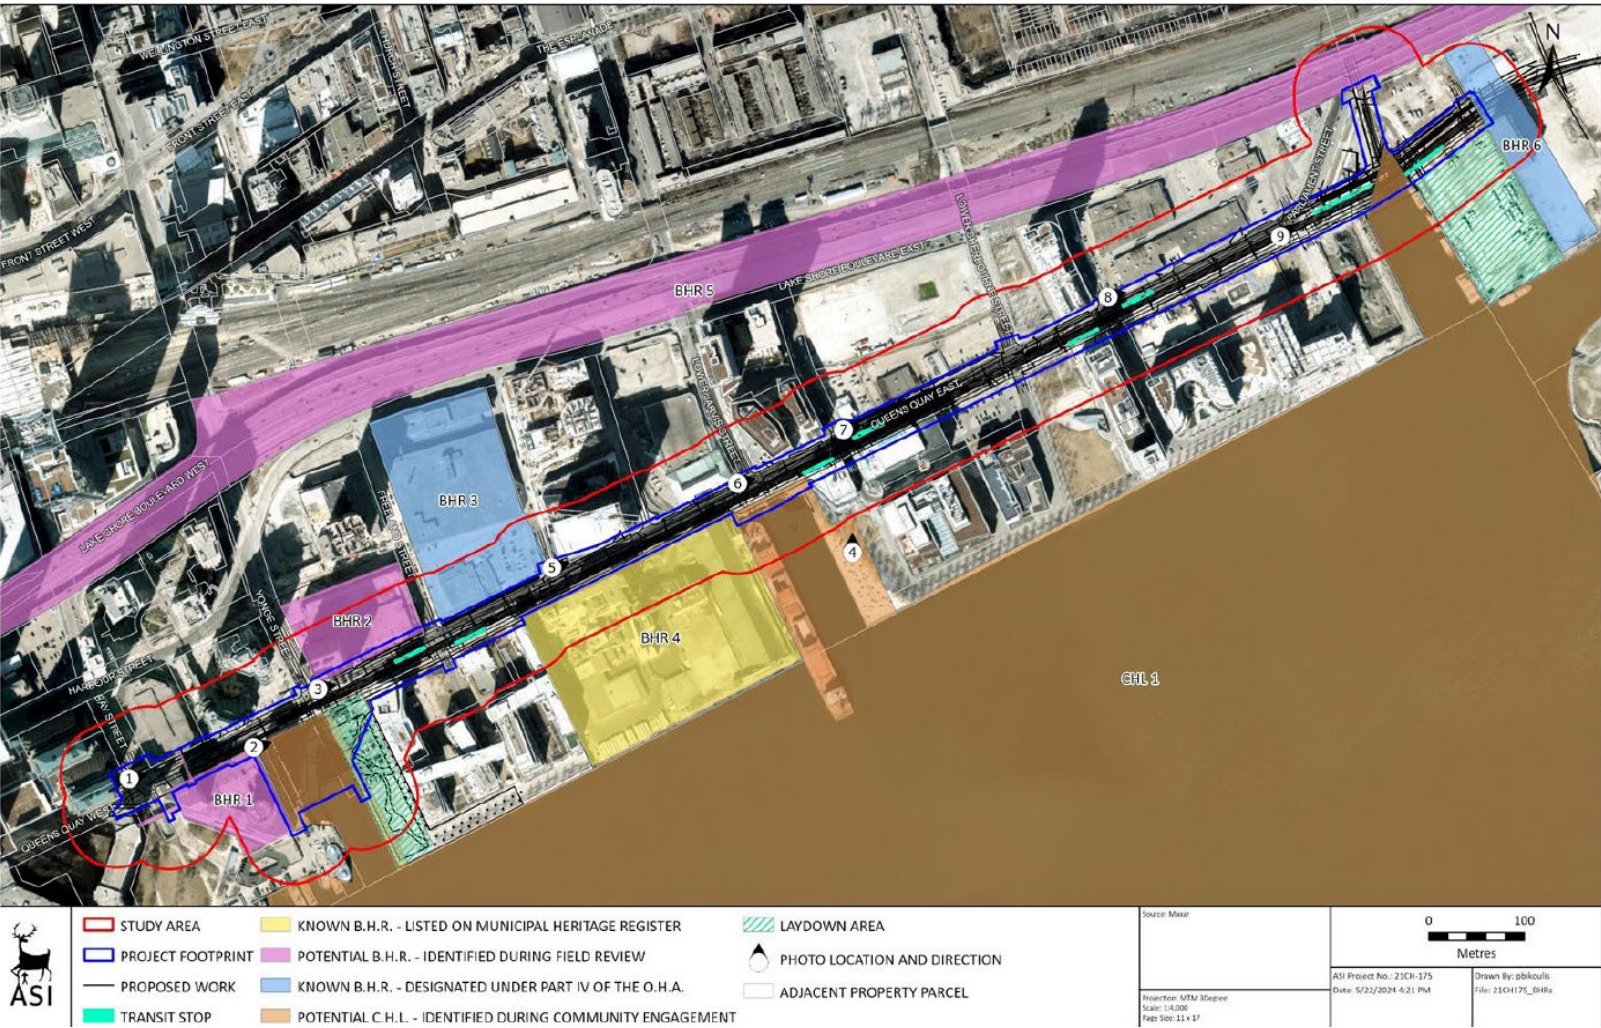 WELLINGTON STREET EAST
CHURCH STREET
THE ESPLANADE
FRONT STREET EAST
N
FRONT STREET WEST
PARLIAMENT STREET
BHR 6
LOWER SHERBOURNE STREET
9
LAKE SHORE BOULEVARD EAST
BHR 5
8
LOWER JARVIS STREET
QUEENS QUAY EAST
7
LAKE SHORE BOULEVARD WEST
BHR 3
6
FREELAND STREET
4
5
YONGE STREET
BHR 2
BHR 4
HARBOUR STREET
CHL 1
3
BAY STREET
2
1
BHR 1
QUEENS QUAY WEST
ASI
STUDY AREA
PROJECT FOOTPRINT
PROPOSED WORK
TRANSIT STOP
KNOWN B.H.R. - LISTED ON MUNICIPAL HERITAGE REGISTER
POTENTIAL B.H.R. - IDENTIFIED DURING FIELD REVIEW
KNOWN B.H.R. - DESIGNATED UNDER PART IV OF THE O.H.A.
POTENTIAL C.H.L. - IDENTIFIED DURING COMMUNITY ENGAGEMENT
LAYDOWN AREA
PHOTO LOCATION AND DIRECTION
ADJACENT PROPERTY PARCEL
Source: Maxar
Projection: MTM 3Degree
Scale: 1:4,000
Page Size: 11 x 17
0 100
Metres
ASI Project No.: 21CH-175
Date: 5/22/2024 4:21 PM
Drawn By: pbikoulis
File: 21CH175_BHRs